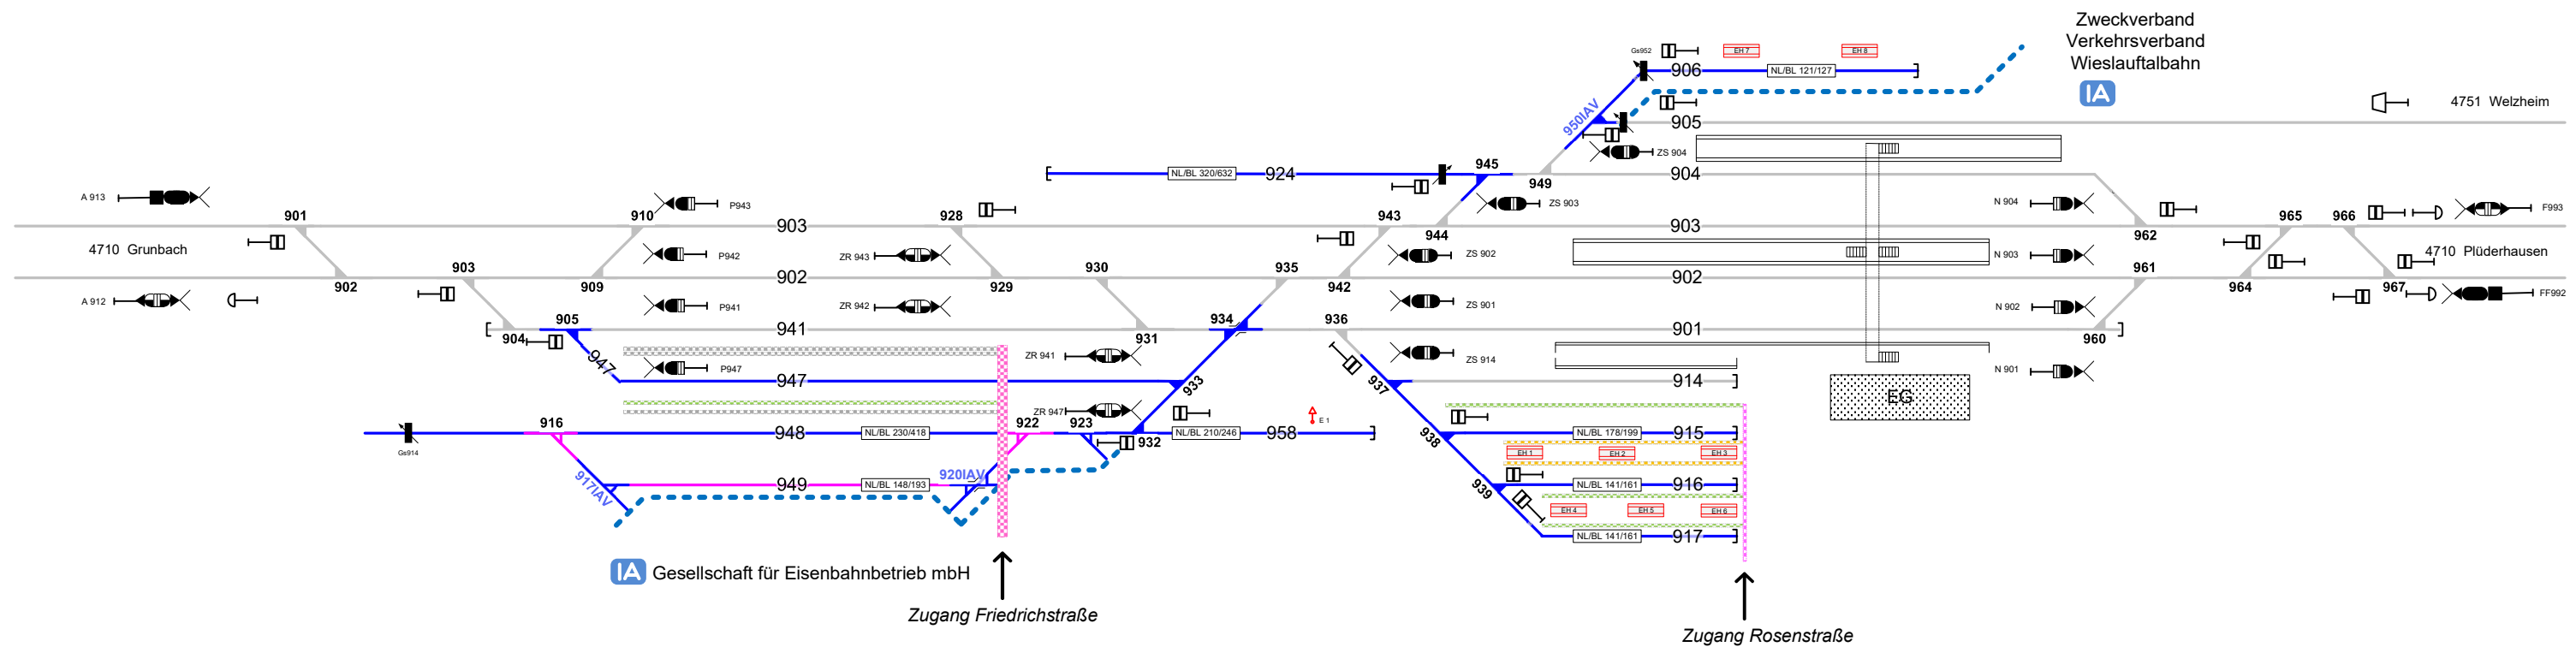 Zweckverband
Verkehrsverband
Wieslauftalbahn
IA
Gs952
EH 7
EH 8
906
NL/BL 121/127
950IAV
905
4751 Welzheim
ZS 904
NL/BL 320/632
924
945
949
904
A 913
901
910
P943
928
943
944
ZS 903
N 904
962
965
966
F993
903
903
4710 Grunbach
903
P942
ZR 943
930
935
ZS 902
N 903
961
4710 Plüderhausen
902
909
902
929
942
902
964
967
A 912
905
P941
ZR 942
934
936
ZS 901
N 902
FF992
904
941
931
901
960
947
P947
ZR 941
ZS 914
N 901
947
933
937
914
EG
916
ZR 947
922
923
E 1
948
NL/BL 230/418
932
NL/BL 210/246
958
938
NL/BL 178/199
915
Gs914
EH 1
EH 2
EH 3
917IAV
949
NL/BL 148/193
920IAV
939
NL/BL 141/161
916
EH 4
EH 5
EH 6
NL/BL 141/161
917
IA Gesellschaft für Eisenbahnbetrieb mbH
Zugang Friedrichstraße
Zugang Rosenstraße